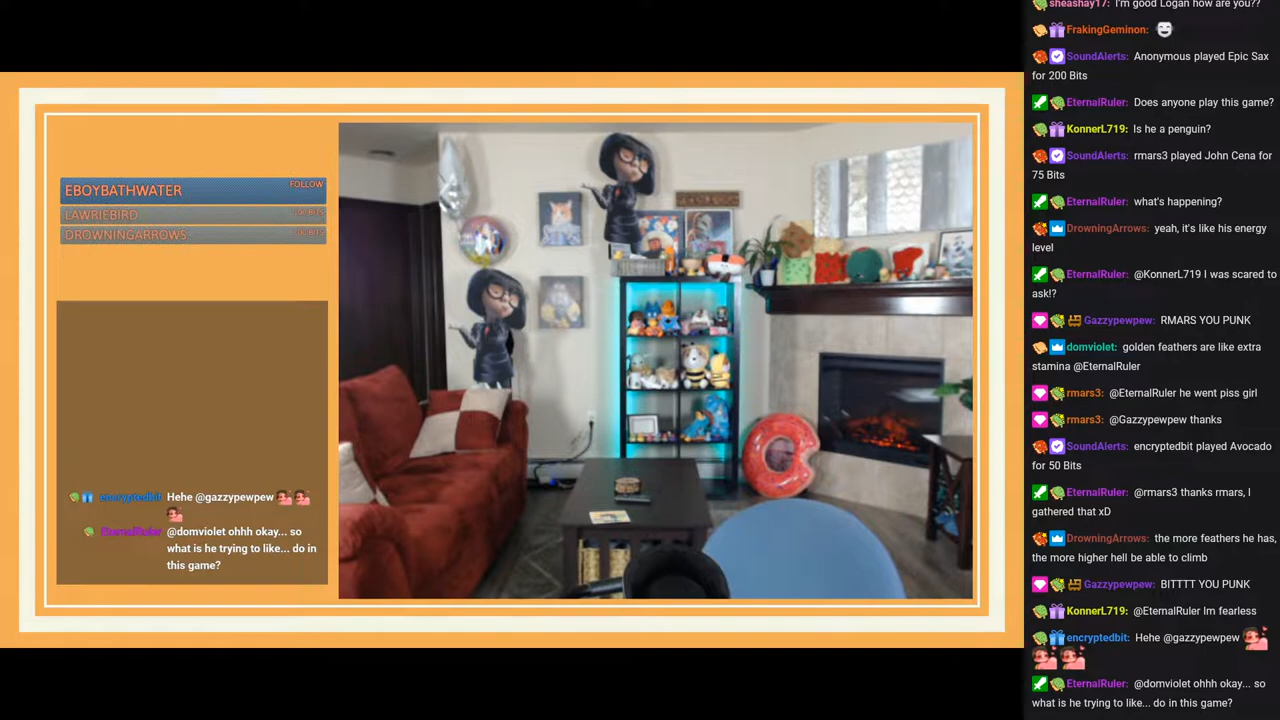 EBOYBATHWATER
FOLLOW
LAWRIEBIRD
DROWNINGARROWS-
encryptedbit Hehe @gazzypewpew
EternalRuler @domviolet ohhh okay... so
what is he trying to like... do in
this game?
sheashay17: I'm good Logan how are you??
FrakingGeminon:
SoundAlerts: Anonymous played Epic Sax
for 200 Bits
EternalRuler: Does anyone play this game?
KonnerL719: Is he a penguin?
SoundAlerts: rmars3 played John Cena for
75 Bits
EternalRuler: what's happening?
DrowningArrows: yeah, it's like his energy
level
EternalRuler: @KonnerL719 I was scared to
ask!?
Gazzypewpew: RMARS YOU PUNK
domviolet: golden feathers are like extra
stamina @EternalRuler
rmars3: @EternalRuler he went piss girl
rmars3: @Gazzypewpew thanks
SoundAlerts: encryptedbit played Avocado
for 50 Bits
EternalRuler: @rmars3 thanks rmars, I
gathered that xD
DrowningArrows: the more feathers he has,
the more higher hell be able to climb
Gazzypewpew: BITTTT YOU PUNK
KonnerL719: @EternalRuler Im fearless
encryptedbit: Hehe @gazzypewpew
EternalRuler: @domviolet ohhh okay... so
what is he trying to like... do in this game?